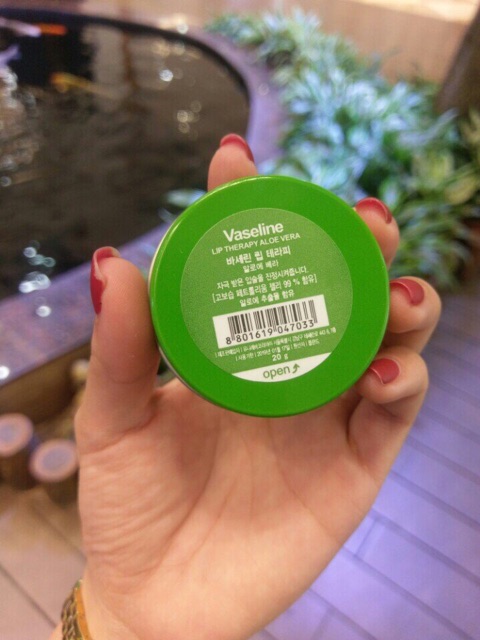 Vaseline
LIP THERAPY ALOE VERA
바세린 립 테라피
알로에 베라
자극 받은 입술을 진정시켜줍니다.
[고보습 페트롤리움 젤리 99 % 함유]
알로에 추출물 함유
8 801619 047033
20 g
open